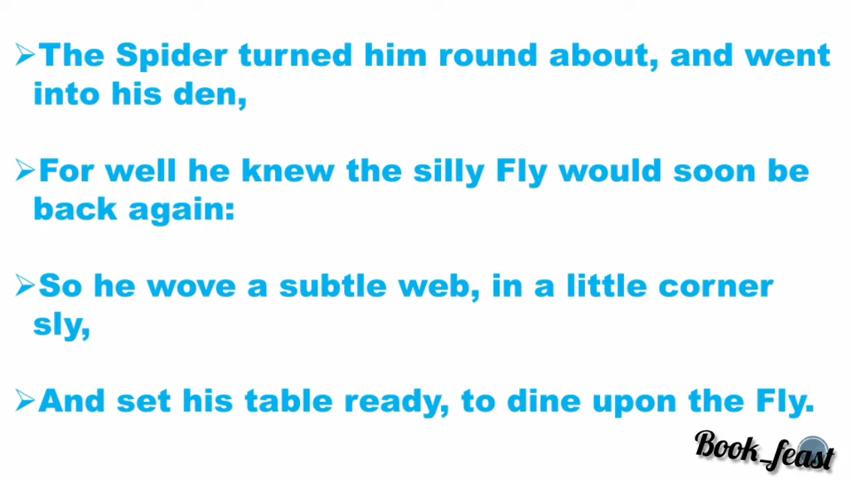 ➢The Spider turned him round about, and went
into his den,
➢For well he knew the silly Fly would soon be
back again:
➢So he wove a subtle web, in a little corner
sly,
➢And set his table ready, to dine upon the Fly.
Book_feast